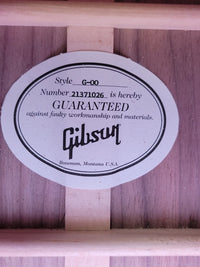 Style G-00
Number 21371026 is hereby
GUARANTEED
against faulty workmanship and materials.
Gibson
Bozeman, Montana U.S.A.